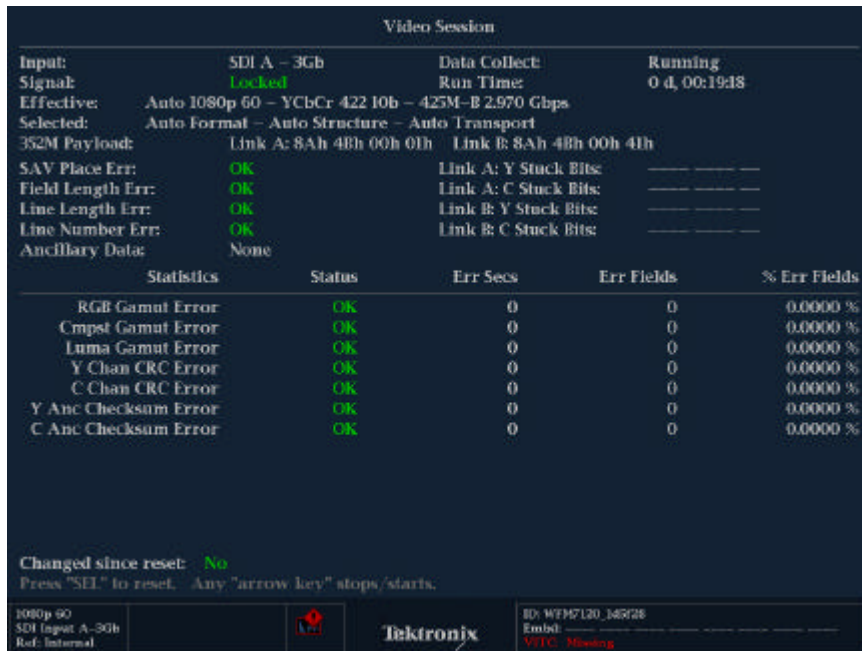 Video Session
Input: SDI A – 3Gb Data Collect: Running
Signal: Locked Run Time: 0 d, 00:19:18
Effective: Auto 1080p 60 – YCbCr 422 10b – 425M-B 2.970 Gbps
Selected: Auto Format – Auto Structure – Auto Transport
352M Payload: Link A: 8Ah 4Bh 00h 01h Link B: 8Ah 4Bh 00h 41h
SAV Place Err: OK Link A: Y Stuck Bits: ---- ---- --
Field Length Err: OK Link A: C Stuck Bits: ---- ---- --
Line Length Err: OK Link B: Y Stuck Bits: ---- ---- --
Line Number Err: OK Link B: C Stuck Bits: ---- ---- --
Ancillary Data: None
Statistics Status Err Secs Err Fields % Err Fields
RGB Gamut Error OK 0 0 0.0000 %
Cmpst Gamut Error OK 0 0 0.0000 %
Luma Gamut Error OK 0 0 0.0000 %
Y Chan CRC Error OK 0 0 0.0000 %
C Chan CRC Error OK 0 0 0.0000 %
Y Anc Checksum Error OK 0 0 0.0000 %
C Anc Checksum Error OK 0 0 0.0000 %
Changed since reset: No
Press "SEL" to reset. Any "arrow key" stops/starts.
1080p 60
SDI Input A-3Gb
Ref: Internal
Tektronix
ID: WFM7120_145f28
Embd: ---- ---- ---- ---- ---- ---- ---- ----
VITC: Missing